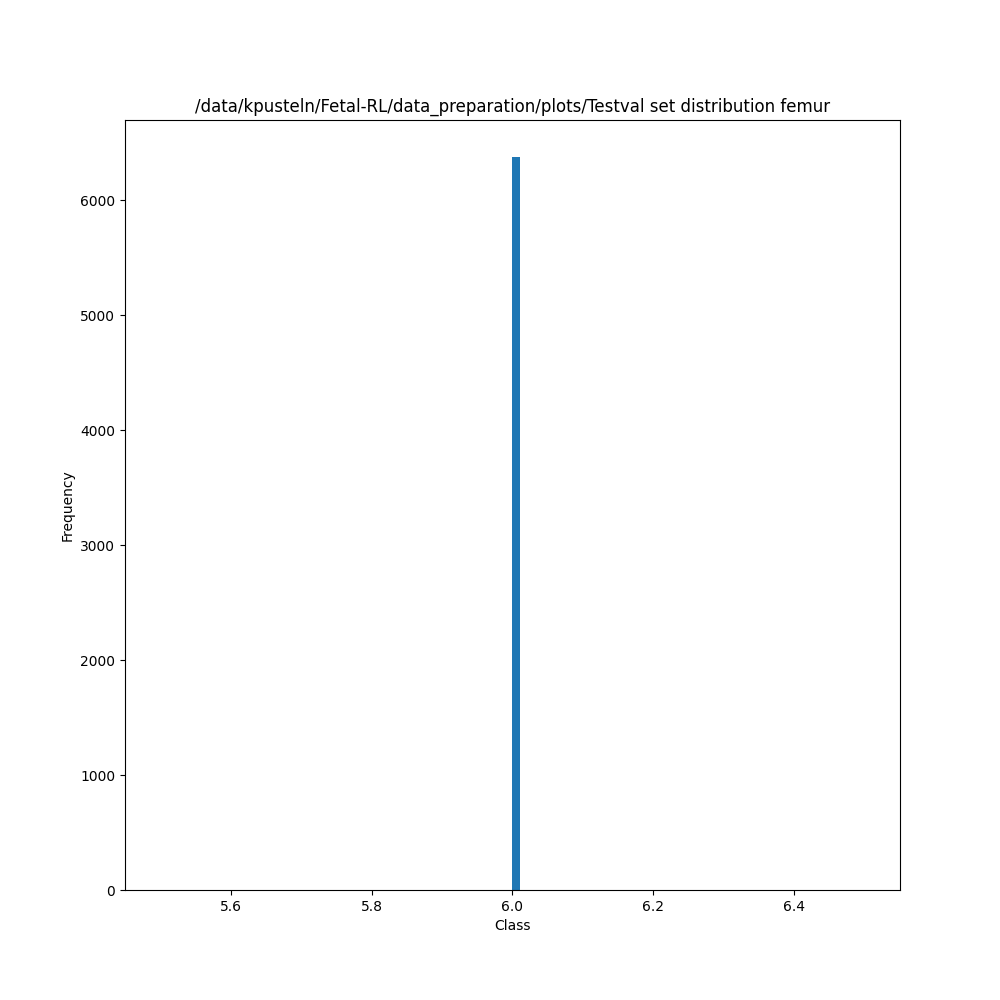 /data/kpusteln/Fetal-RL/data_preparation/plots/Testval set distribution femur
6000
5000
4000
3000
2000
1000
0
Frequency
5.6 5.8 6.0 6.2 6.4
Class